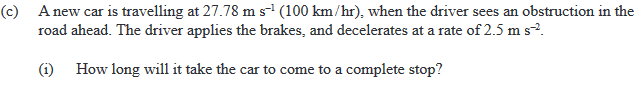 (c) A new car is travelling at 27.78 m s⁻¹ (100 km/hr), when the driver sees an obstruction in the
road ahead. The driver applies the brakes, and decelerates at a rate of 2.5 m s⁻².
(i) How long will it take the car to come to a complete stop?